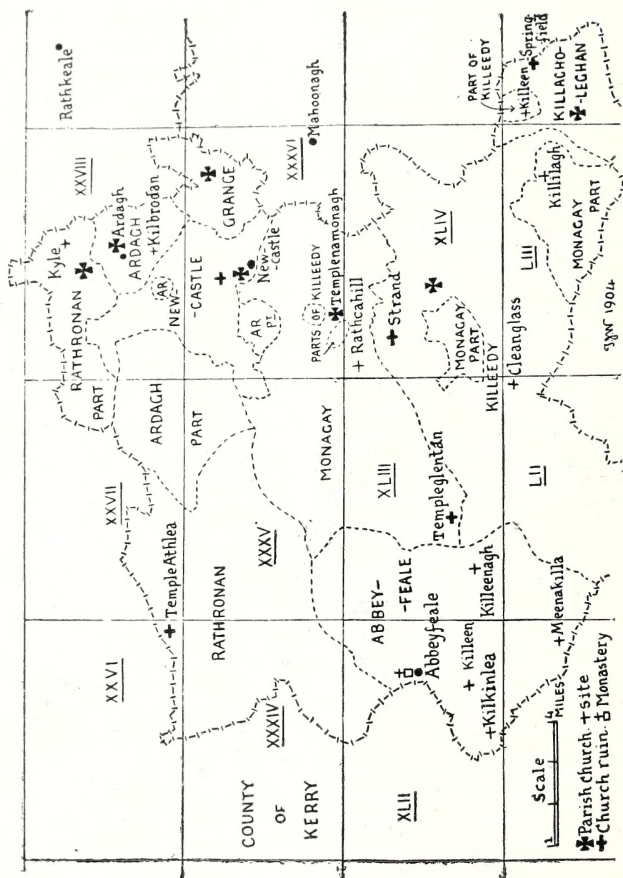 Rathkeale
XXVIII
Kyle
RATHRONAN
PART
Ardagh
ARDAGH
Kilbrodan
XXVII
XXVI
ARDAGH
PART
AR
NEW-
-CASTLE
GRANGE
Temple Athlea
RATHRONAN
AR
PT.
New-
castle
XXXVI
Mahoonagh
XXXV
XXXIV
COUNTY
OF
KERRY
MONAGAY
PARTS OF KILLEEDY
Templenamonagh
Rathcahill
Strand
XLIV
PART OF
KILLEEDY
Killeen
Spring-
field
KILLAGHO-
-LEGHAN
XLIII
MONAGAY
PART
KILLEEDY
Cleanglass
LIII
Killilagh
MONAGAY
PART
ABBEY-
-FEALE
Abbeyfeale
Templeglentan
XLII
Killeen
Killeenagh
Kilkinlea
LII
Meenakilla
Scale
2
4
MILES
Parish church. + site
Church ruin. Monastery
1904